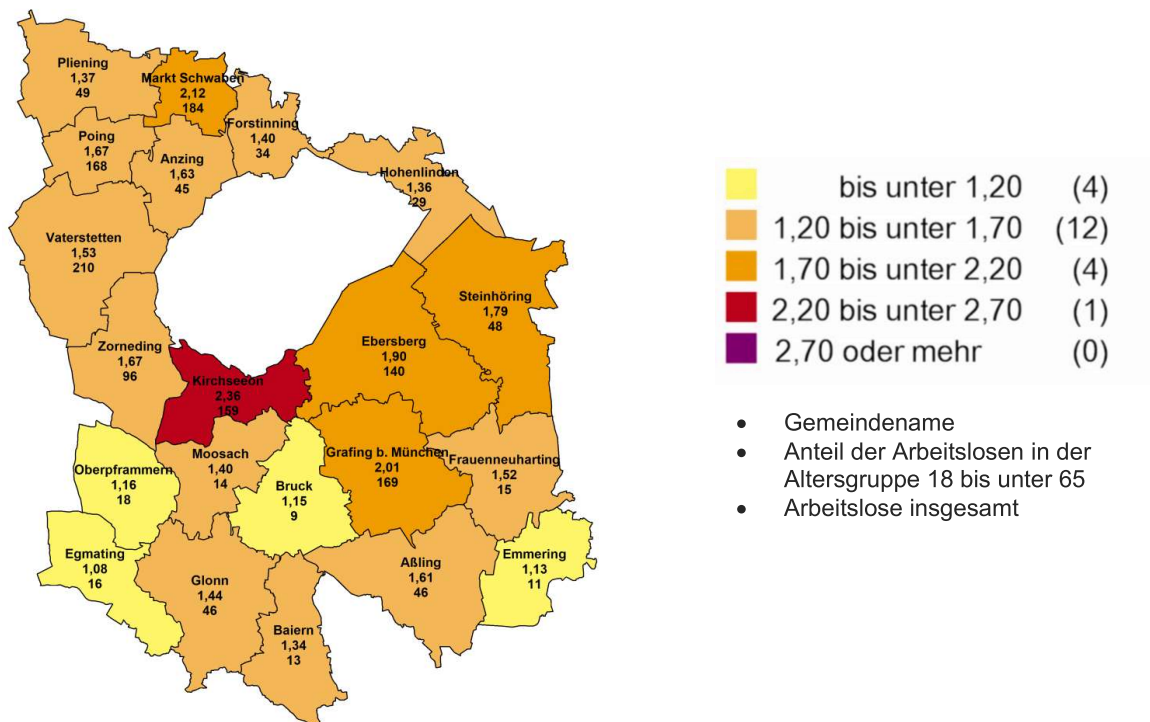 Pliening
1,37
49
Markt Schwaben
2,12
184
Forstinning
1,40
34
Poing
1,67
168
Anzing
1,63
45
Hohenlinden
1,36
29
Vaterstetten
1,53
210
Steinhöring
1,79
48
Zorneding
1,67
96
Ebersberg
1,90
140
Kirchseeon
2,36
159
Moosach
1,40
14
Grafing b. München
2,01
169
Frauenneuharting
1,52
15
Oberpframmern
1,16
18
Bruck
1,15
9
Egmating
1,08
16
Glonn
1,44
46
Aßling
1,61
46
Emmering
1,13
11
Baiern
1,34
13
bis unter 1,20 (4)
1,20 bis unter 1,70 (12)
1,70 bis unter 2,20 (4)
2,20 bis unter 2,70 (1)
2,70 oder mehr (0)
• Gemeindename
• Anteil der Arbeitslosen in der
Altersgruppe 18 bis unter 65
• Arbeitslose insgesamt